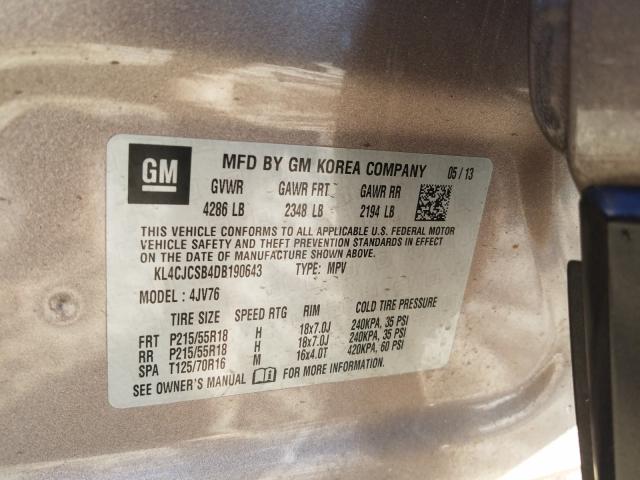 GM
MFD BY GM KOREA COMPANY 05/13
GVWR GAWR FRT GAWR RR
4286 LB 2348 LB 2194 LB
THIS VEHICLE CONFORMS TO ALL APPLICABLE U.S. FEDERAL MOTOR
VEHICLE SAFETY AND THEFT PREVENTION STANDARDS IN EFFECT
ON THE DATE OF MANUFACTURE SHOWN ABOVE.
KL4CJCSB4DB190643 TYPE: MPV
MODEL : 4JV76
TIRE SIZE SPEED RTG RIM COLD TIRE PRESSURE
FRT P215/55R18 H 18x7.0J 240KPA, 35 PSI
RR P215/55R18 H 18x7.0J 240KPA, 35 PSI
SPA T125/70R16 M 16x4.0T 420KPA, 60 PSI
SEE OWNER'S MANUAL FOR MORE INFORMATION.